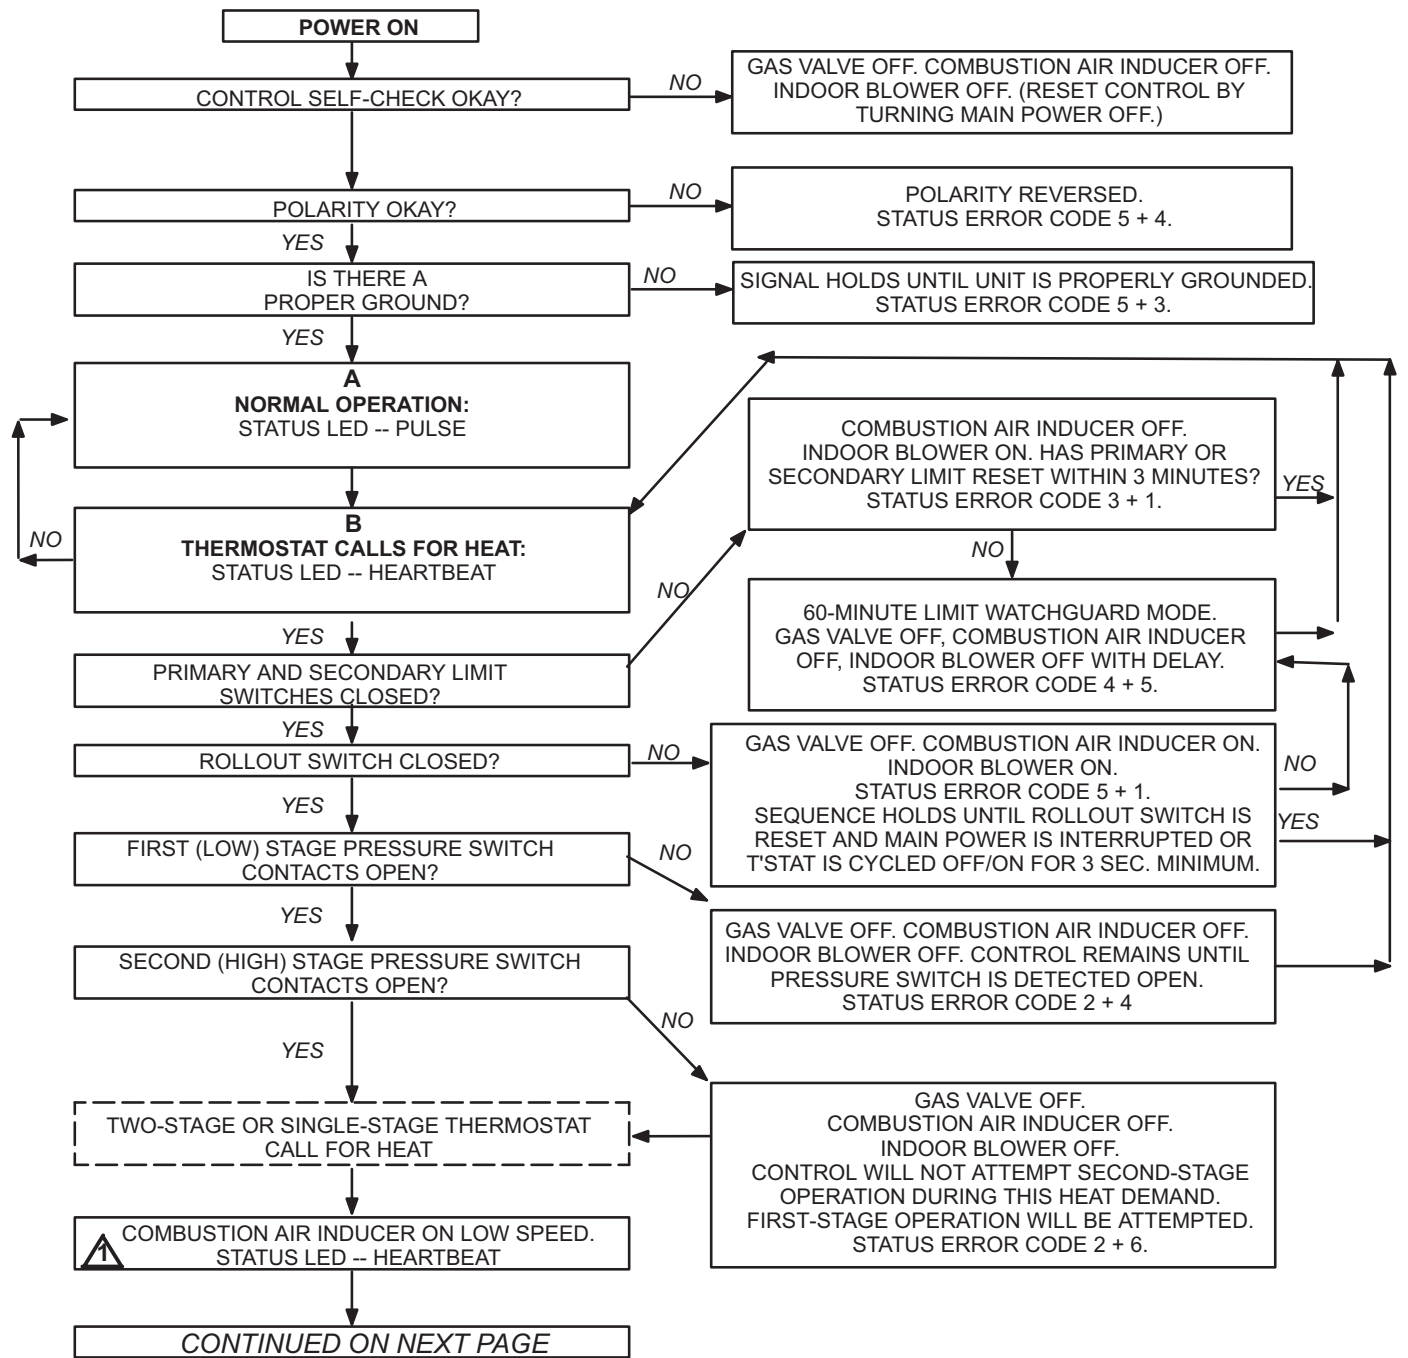 POWER ON
CONTROL SELF-CHECK OKAY?
NO
GAS VALVE OFF. COMBUSTION AIR INDUCER OFF.
INDOOR BLOWER OFF. (RESET CONTROL BY
TURNING MAIN POWER OFF.)
POLARITY OKAY?
NO
POLARITY REVERSED.
STATUS ERROR CODE 5 + 4.
YES
IS THERE A
PROPER GROUND?
NO
SIGNAL HOLDS UNTIL UNIT IS PROPERLY GROUNDED.
STATUS ERROR CODE 5 + 3.
YES
A
NORMAL OPERATION:
STATUS LED -- PULSE
COMBUSTION AIR INDUCER OFF.
INDOOR BLOWER ON. HAS PRIMARY OR
SECONDARY LIMIT RESET WITHIN 3 MINUTES?
STATUS ERROR CODE 3 + 1.
YES
NO
B
THERMOSTAT CALLS FOR HEAT:
STATUS LED -- HEARTBEAT
NO
NO
60-MINUTE LIMIT WATCHGUARD MODE.
GAS VALVE OFF, COMBUSTION AIR INDUCER
OFF, INDOOR BLOWER OFF WITH DELAY.
STATUS ERROR CODE 4 + 5.
YES
PRIMARY AND SECONDARY LIMIT
SWITCHES CLOSED?
YES
ROLLOUT SWITCH CLOSED?
NO
GAS VALVE OFF. COMBUSTION AIR INDUCER ON.
INDOOR BLOWER ON.
STATUS ERROR CODE 5 + 1.
SEQUENCE HOLDS UNTIL ROLLOUT SWITCH IS
RESET AND MAIN POWER IS INTERRUPTED OR
T'STAT IS CYCLED OFF/ON FOR 3 SEC. MINIMUM.
NO
YES
YES
FIRST (LOW) STAGE PRESSURE SWITCH
CONTACTS OPEN?
NO
GAS VALVE OFF. COMBUSTION AIR INDUCER OFF.
INDOOR BLOWER OFF. CONTROL REMAINS UNTIL
PRESSURE SWITCH IS DETECTED OPEN.
STATUS ERROR CODE 2 + 4
YES
SECOND (HIGH) STAGE PRESSURE SWITCH
CONTACTS OPEN?
NO
YES
GAS VALVE OFF.
COMBUSTION AIR INDUCER OFF.
INDOOR BLOWER OFF.
CONTROL WILL NOT ATTEMPT SECOND-STAGE
OPERATION DURING THIS HEAT DEMAND.
FIRST-STAGE OPERATION WILL BE ATTEMPTED.
STATUS ERROR CODE 2 + 6.
TWO-STAGE OR SINGLE-STAGE THERMOSTAT
CALL FOR HEAT
1
COMBUSTION AIR INDUCER ON LOW SPEED.
STATUS LED -- HEARTBEAT
CONTINUED ON NEXT PAGE